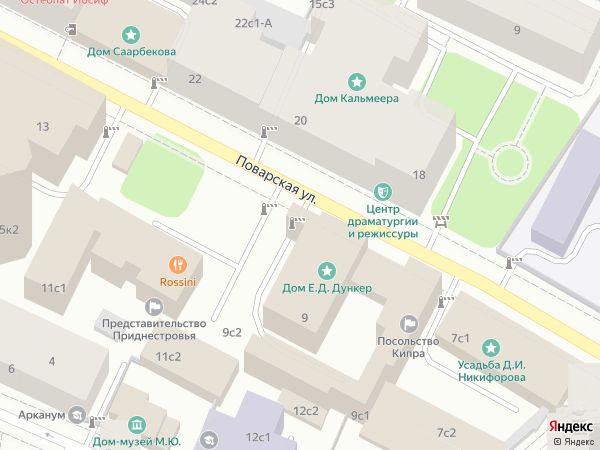 Остеопат Иосиф
24с2
15с3
22с1-А
9
Дом Саарбекова
22
Дом Кальмеера
20
13
Поварская ул.
18
Центр
драматургии
и режиссуры
5к2
Rossini
11с1
Дом Е.Д. Дункер
9
Представительство
Приднестровья
9с2
Посольство
Кипра
7с1
Усадьба Д.И.
Никифорова
11с2
4
6
Арканум
12с2
9с1
Дом-музей М.Ю.
12с1
7с2
Яндекс
© Яндекс